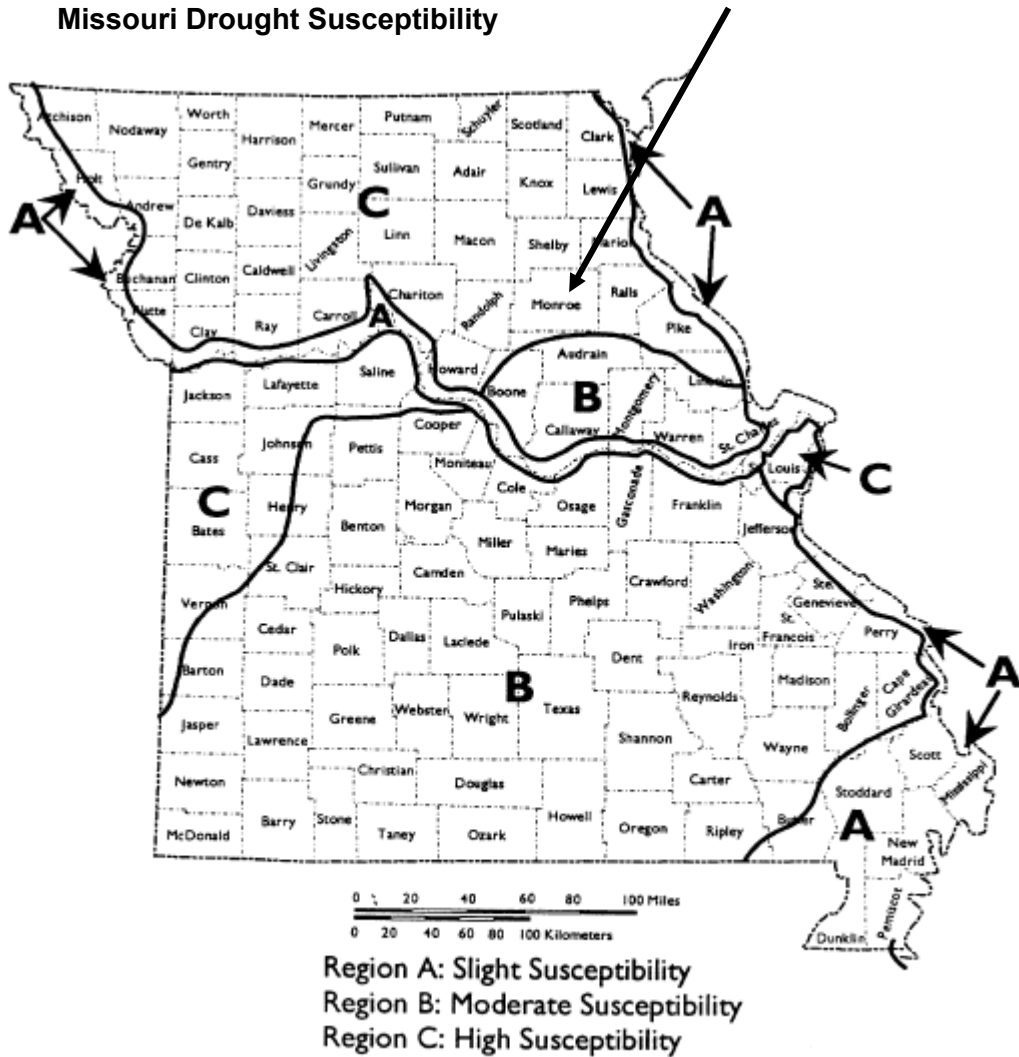 Missouri Drought Susceptibility
Atchison
Nodaway
Worth
Harrison
Mercer
Putnam
Schuyler
Scotland
Clark
Gentry
Sullivan
Adair
Knox
Lewis
Holt
Andrew
De Kalb
Daviess
Grundy
C
Linn
Macon
Shelby
Marion
A
A
Buchanan
Clinton
Caldwell
Livingston
Chariton
Randolph
Monroe
Ralls
Platte
Clay
Ray
Carroll
A
Pike
Audrain
Jackson
Lafayette
Saline
Howard
Boone
B
Montgomery
Lincoln
Callaway
Warren
St. Charles
Cooper
Johnson
Pettis
Cass
Moniteau
Cole
Osage
Gasconade
Franklin
St. Louis
C
Jefferson
C
Bates
Henry
Benton
Morgan
Miller
Maries
St. Clair
Hickory
Camden
Pulaski
Phelps
Crawford
Washington
Ste.
Genevieve
St.
Francois
Perry
Vernon
Cedar
Polk
Dallas
Laclede
Dent
Iron
Madison
Bollinger
Cape
Girardeau
A
Barton
Dade
B
Texas
Reynolds
Jasper
Greene
Webster
Wright
Lawrence
Shannon
Wayne
Scott
Mississippi
Newton
Christian
Douglas
Carter
Stoddard
McDonald
Barry
Stone
Taney
Ozark
Howell
Oregon
Ripley
Butler
A
New
Madrid
Pemiscot
Dunklin
0 20 40 60 80 100 Miles
0 20 40 60 80 100 Kilometers
Region A: Slight Susceptibility
Region B: Moderate Susceptibility
Region C: High Susceptibility